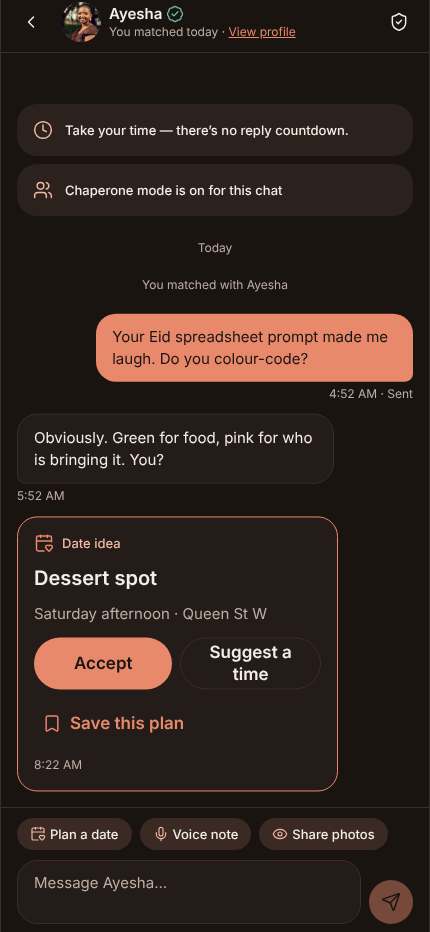 Ayesha
You matched today · View profile
Take your time — there's no reply countdown.
Chaperone mode is on for this chat
Today
You matched with Ayesha
Your Eid spreadsheet prompt made me
laugh. Do you colour-code?
4:52 AM · Sent
Obviously. Green for food, pink for who
is bringing it. You?
5:52 AM
Date idea
Dessert spot
Saturday afternoon · Queen St W
Accept
Suggest a
time
Save this plan
8:22 AM
Plan a date
Voice note
Share photos
Message Ayesha...